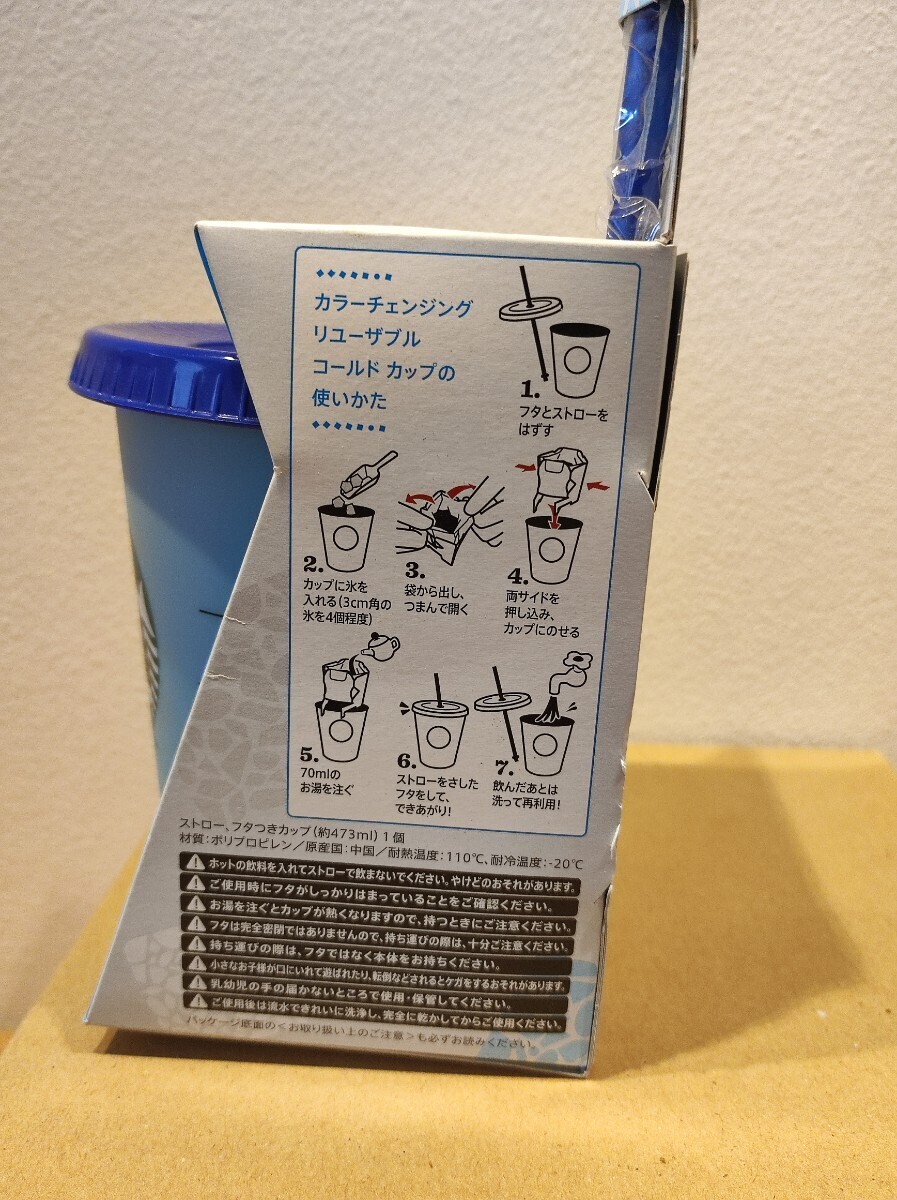 カラーチェンジング
リユーザブル
コールド カップの
使いかた
1.
フタとストローを
はずす
2.
カップに氷を
入れる(3cm角の
氷を4個程度)
3.
袋から出し、
つまんで開く
4.
両サイドを
押し込み、
カップにのせる
5.
70mlの
お湯を注ぐ
6.
ストローをさした
フタをして、
できあがり!
7.
飲んだあとは
洗って再利用!
ストロー、フタつきカップ(約473ml) 1個
材質:ポリプロピレン/原産国:中国/耐熱温度:110℃、耐冷温度:-20℃
ホットの飲料を入れてストローで飲まないでください。やけどのおそれがあります。
ご使用時にフタがしっかりはまっていることをご確認ください。
お湯を注ぐとカップが熱くなりますので、持つときにご注意ください。
フタは完全密閉ではありませんので、持ち運びの際は、十分ご注意ください。
持ち運びの際は、フタではなく本体をお持ちください。
小さなお子様が口にいれて遊ばれたり、転倒などされるとケガをするおそれがあります。
乳幼児の手の届かないところで使用・保管してください。
ご使用後は流水できれいに洗浄し、完全に乾かしてからご使用ください。
パッケージ底面の<お取り扱い上のご注意>も必ずお読みください。